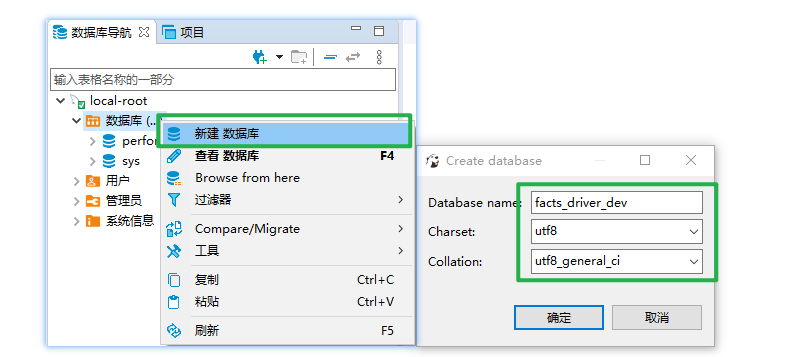 数据库导航 项目
输入表格名称的一部分
local-root
数据库 (...
perfor
sys
用户
管理员
系统信息
新建 数据库
查看 数据库 F4
Browse from here
过滤器
Compare/Migrate
工具
复制 Ctrl+C
粘贴 Ctrl+V
刷新 F5
Create database
Database name: facts_driver_dev
Charset: utf8
Collation: utf8_general_ci
确定 取消